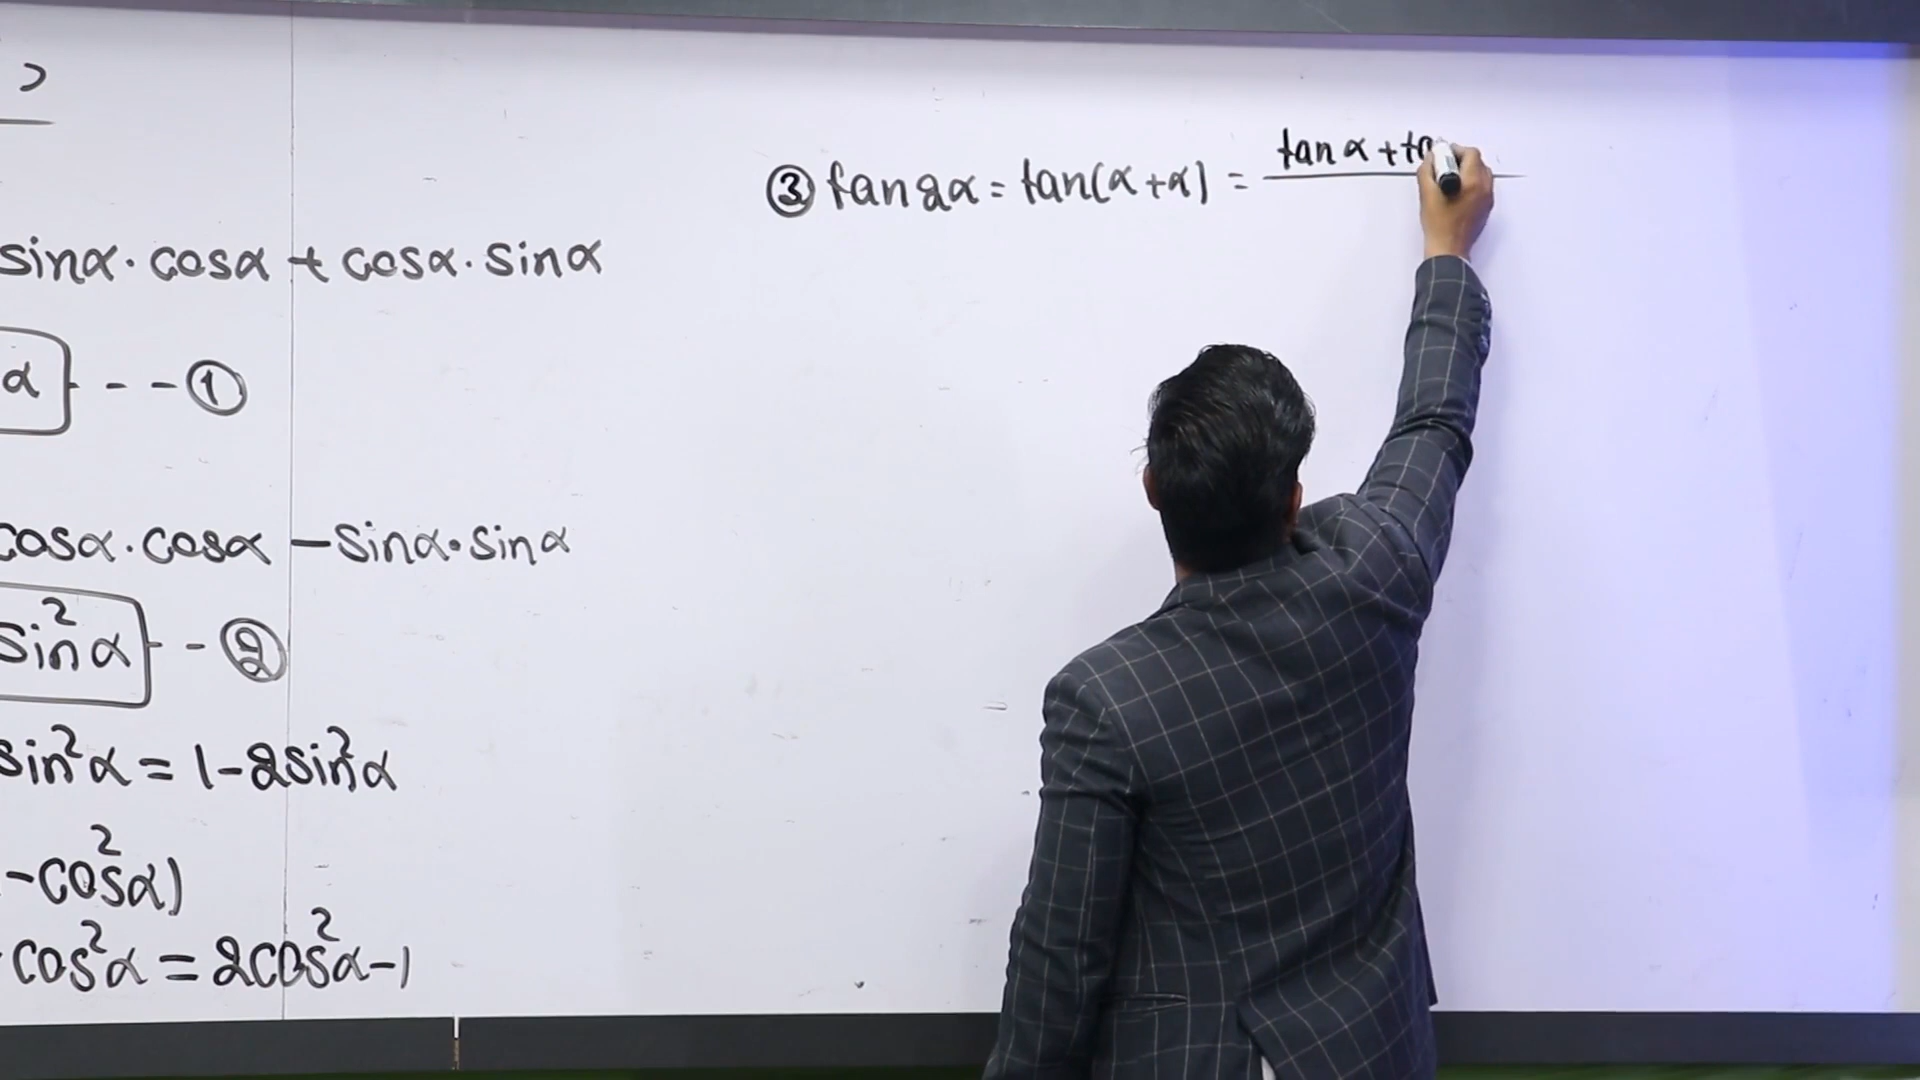 sinα·cosα + cosα·sinα
α - - - ①
cosα·cosα – sinα·sinα
sin²α - - ②
sin²α = 1-2sin²α
-cos²α)
cos²α = 2cos²α-1
③ tan2α = tan(α+α) = tanα + ta